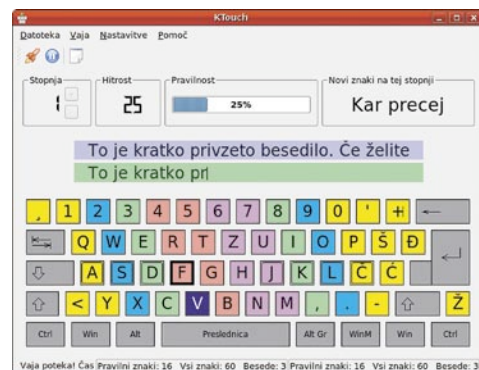 KTouch
Datoteka Vaja Nastavitve Pomoč
Stopnja Hitrost Pravilnost Novi znaki na tej stopnji
1 25 25% Kar precej
To je kratko privzeto besedilo. Če želite
To je kratko pr
¸ 1 2 3 4 5 6 7 8 9 0 ' +
Q W E R T Z U I O P Š Đ
A S D F G H J K L Č Ć
< Y X C V B N M , . - Ž
Ctrl Win Alt Preslednica Alt Gr WinM Win Ctrl
Vaja poteka! Čas Pravilni znaki: 16 Vsi znaki: 60 Besede: 3 Pravilni znaki: 16 Vsi znaki: 60 Besede: 3